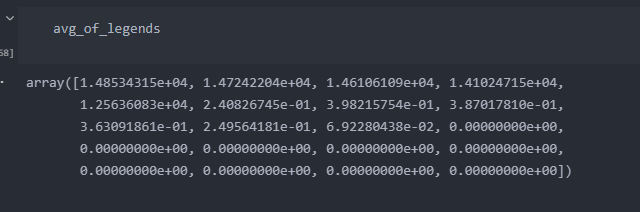 avg_of_legends
68]
array([1.48534315e+04, 1.47242204e+04, 1.46106109e+04, 1.41024715e+04,
1.25636083e+04, 2.40826745e-01, 3.98215754e-01, 3.87017810e-01,
3.63091861e-01, 2.49564181e-01, 6.92280438e-02, 0.00000000e+00,
0.00000000e+00, 0.00000000e+00, 0.00000000e+00, 0.00000000e+00,
0.00000000e+00, 0.00000000e+00, 0.00000000e+00, 0.00000000e+00])